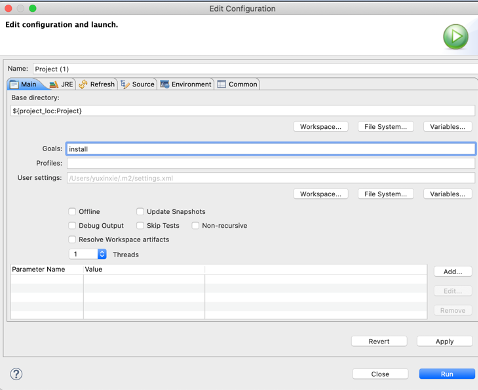 Edit Configuration
Edit configuration and launch.
Name: Project (1)
Main JRE Refresh Source Environment Common
Base directory:
${project_loc:Project}
Workspace... File System... Variables...
Goals: install
Profiles:
User settings: /Users/yuxinxie/.m2/settings.xml
Workspace... File System... Variables...
Offline Update Snapshots
Debug Output Skip Tests Non-recursive
Resolve Workspace artifacts
1 Threads
Parameter Name Value
Add...
Edit...
Remove
Revert Apply
? Close Run